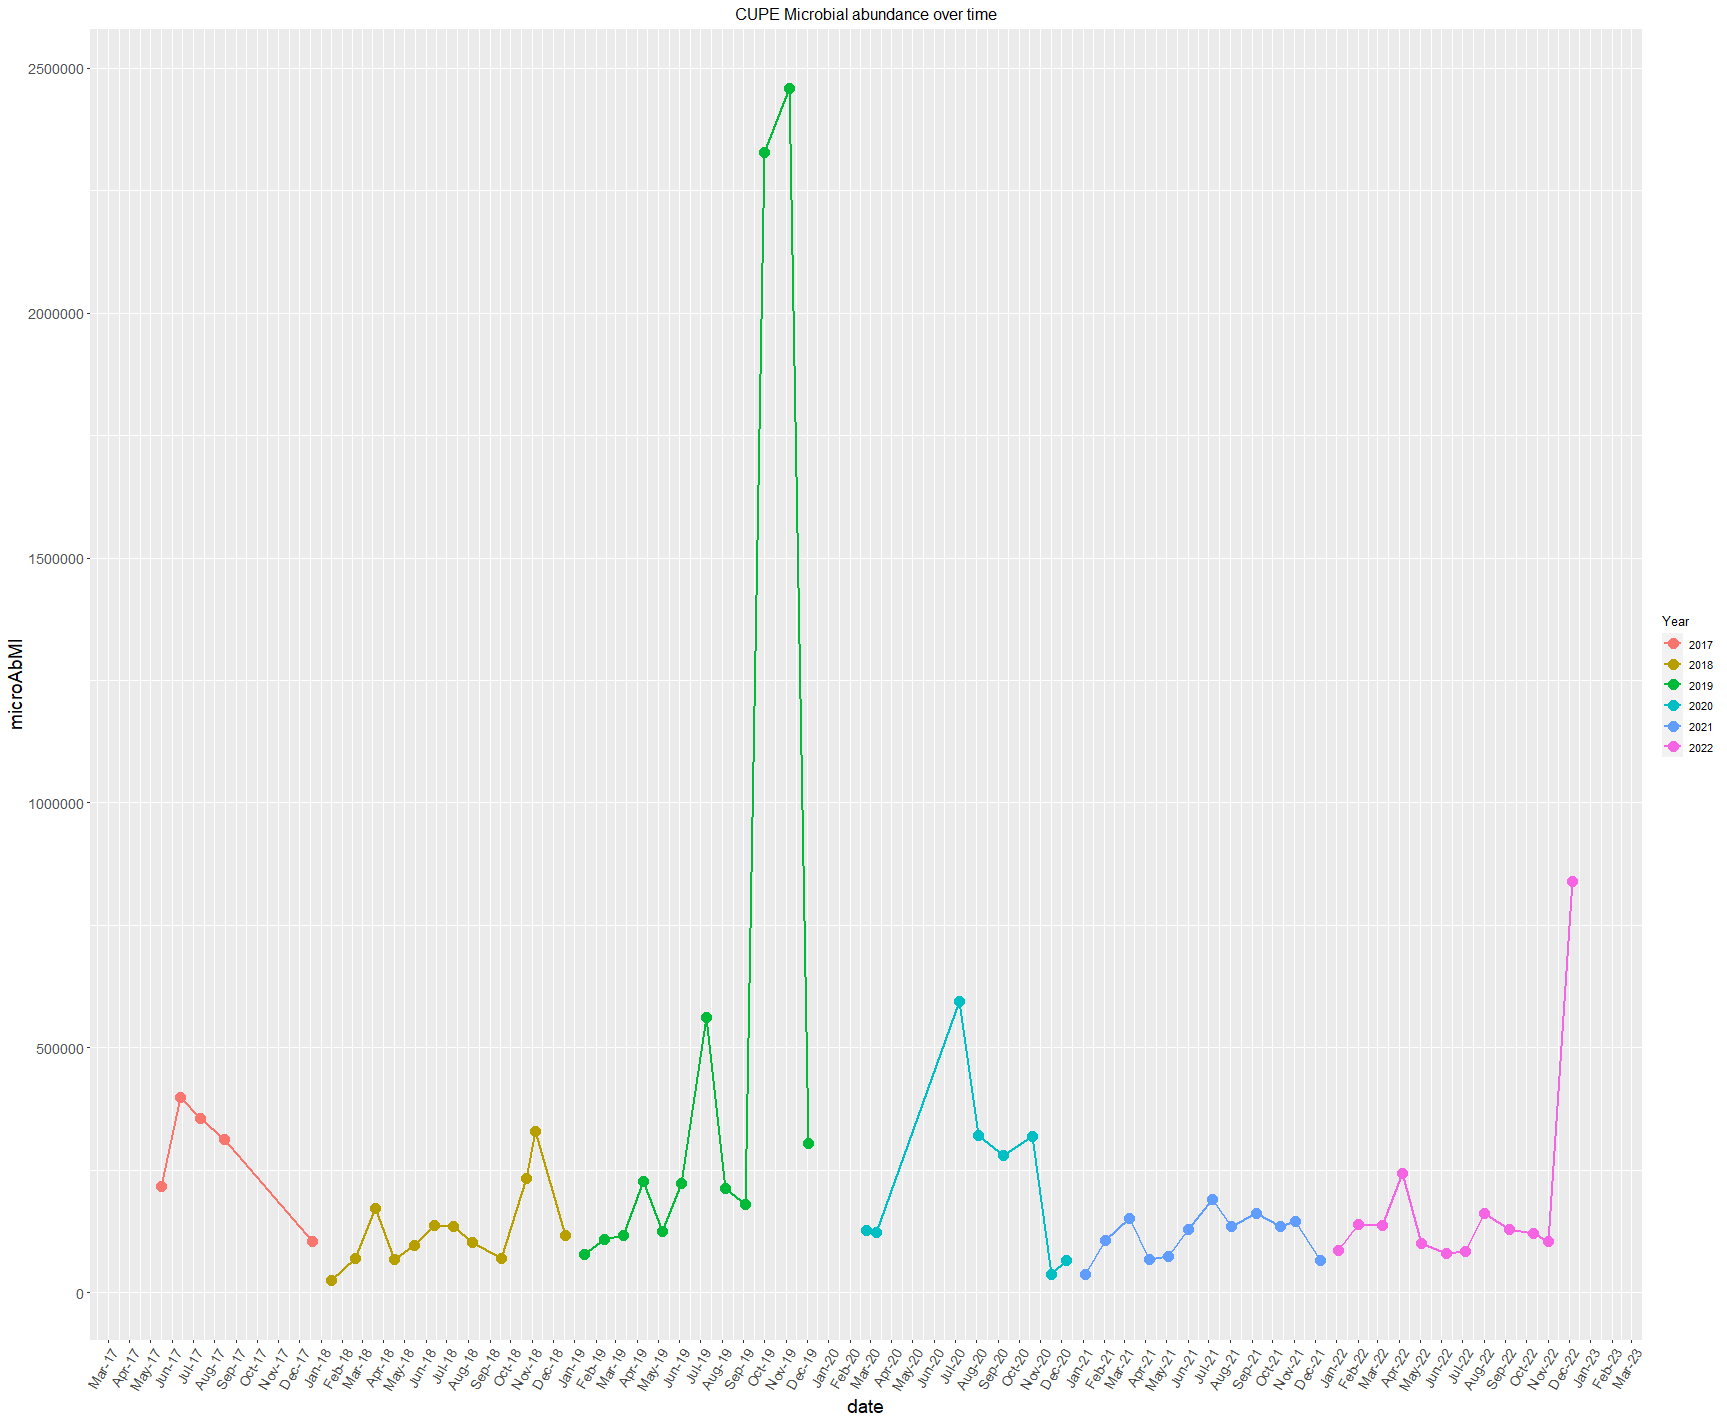 CUPE Microbial abundance over time
2500000
2000000
1500000
1000000
500000
0
microAbMl
Mar-17
Apr-17
May-17
Jun-17
Jul-17
Aug-17
Sep-17
Oct-17
Nov-17
Dec-17
Jan-18
Feb-18
Mar-18
Apr-18
May-18
Jun-18
Jul-18
Aug-18
Sep-18
Oct-18
Nov-18
Dec-18
Jan-19
Feb-19
Mar-19
Apr-19
May-19
Jun-19
Jul-19
Aug-19
Sep-19
Oct-19
Nov-19
Dec-19
Jan-20
Feb-20
Mar-20
Apr-20
May-20
Jun-20
Jul-20
Aug-20
Sep-20
Oct-20
Nov-20
Dec-20
Jan-21
Feb-21
Mar-21
Apr-21
May-21
Jun-21
Jul-21
Aug-21
Sep-21
Oct-21
Nov-21
Dec-21
Jan-22
Feb-22
Mar-22
Apr-22
May-22
Jun-22
Jul-22
Aug-22
Sep-22
Oct-22
Nov-22
Dec-22
Jan-23
Feb-23
Mar-23
date
Year
2017
2018
2019
2020
2021
2022